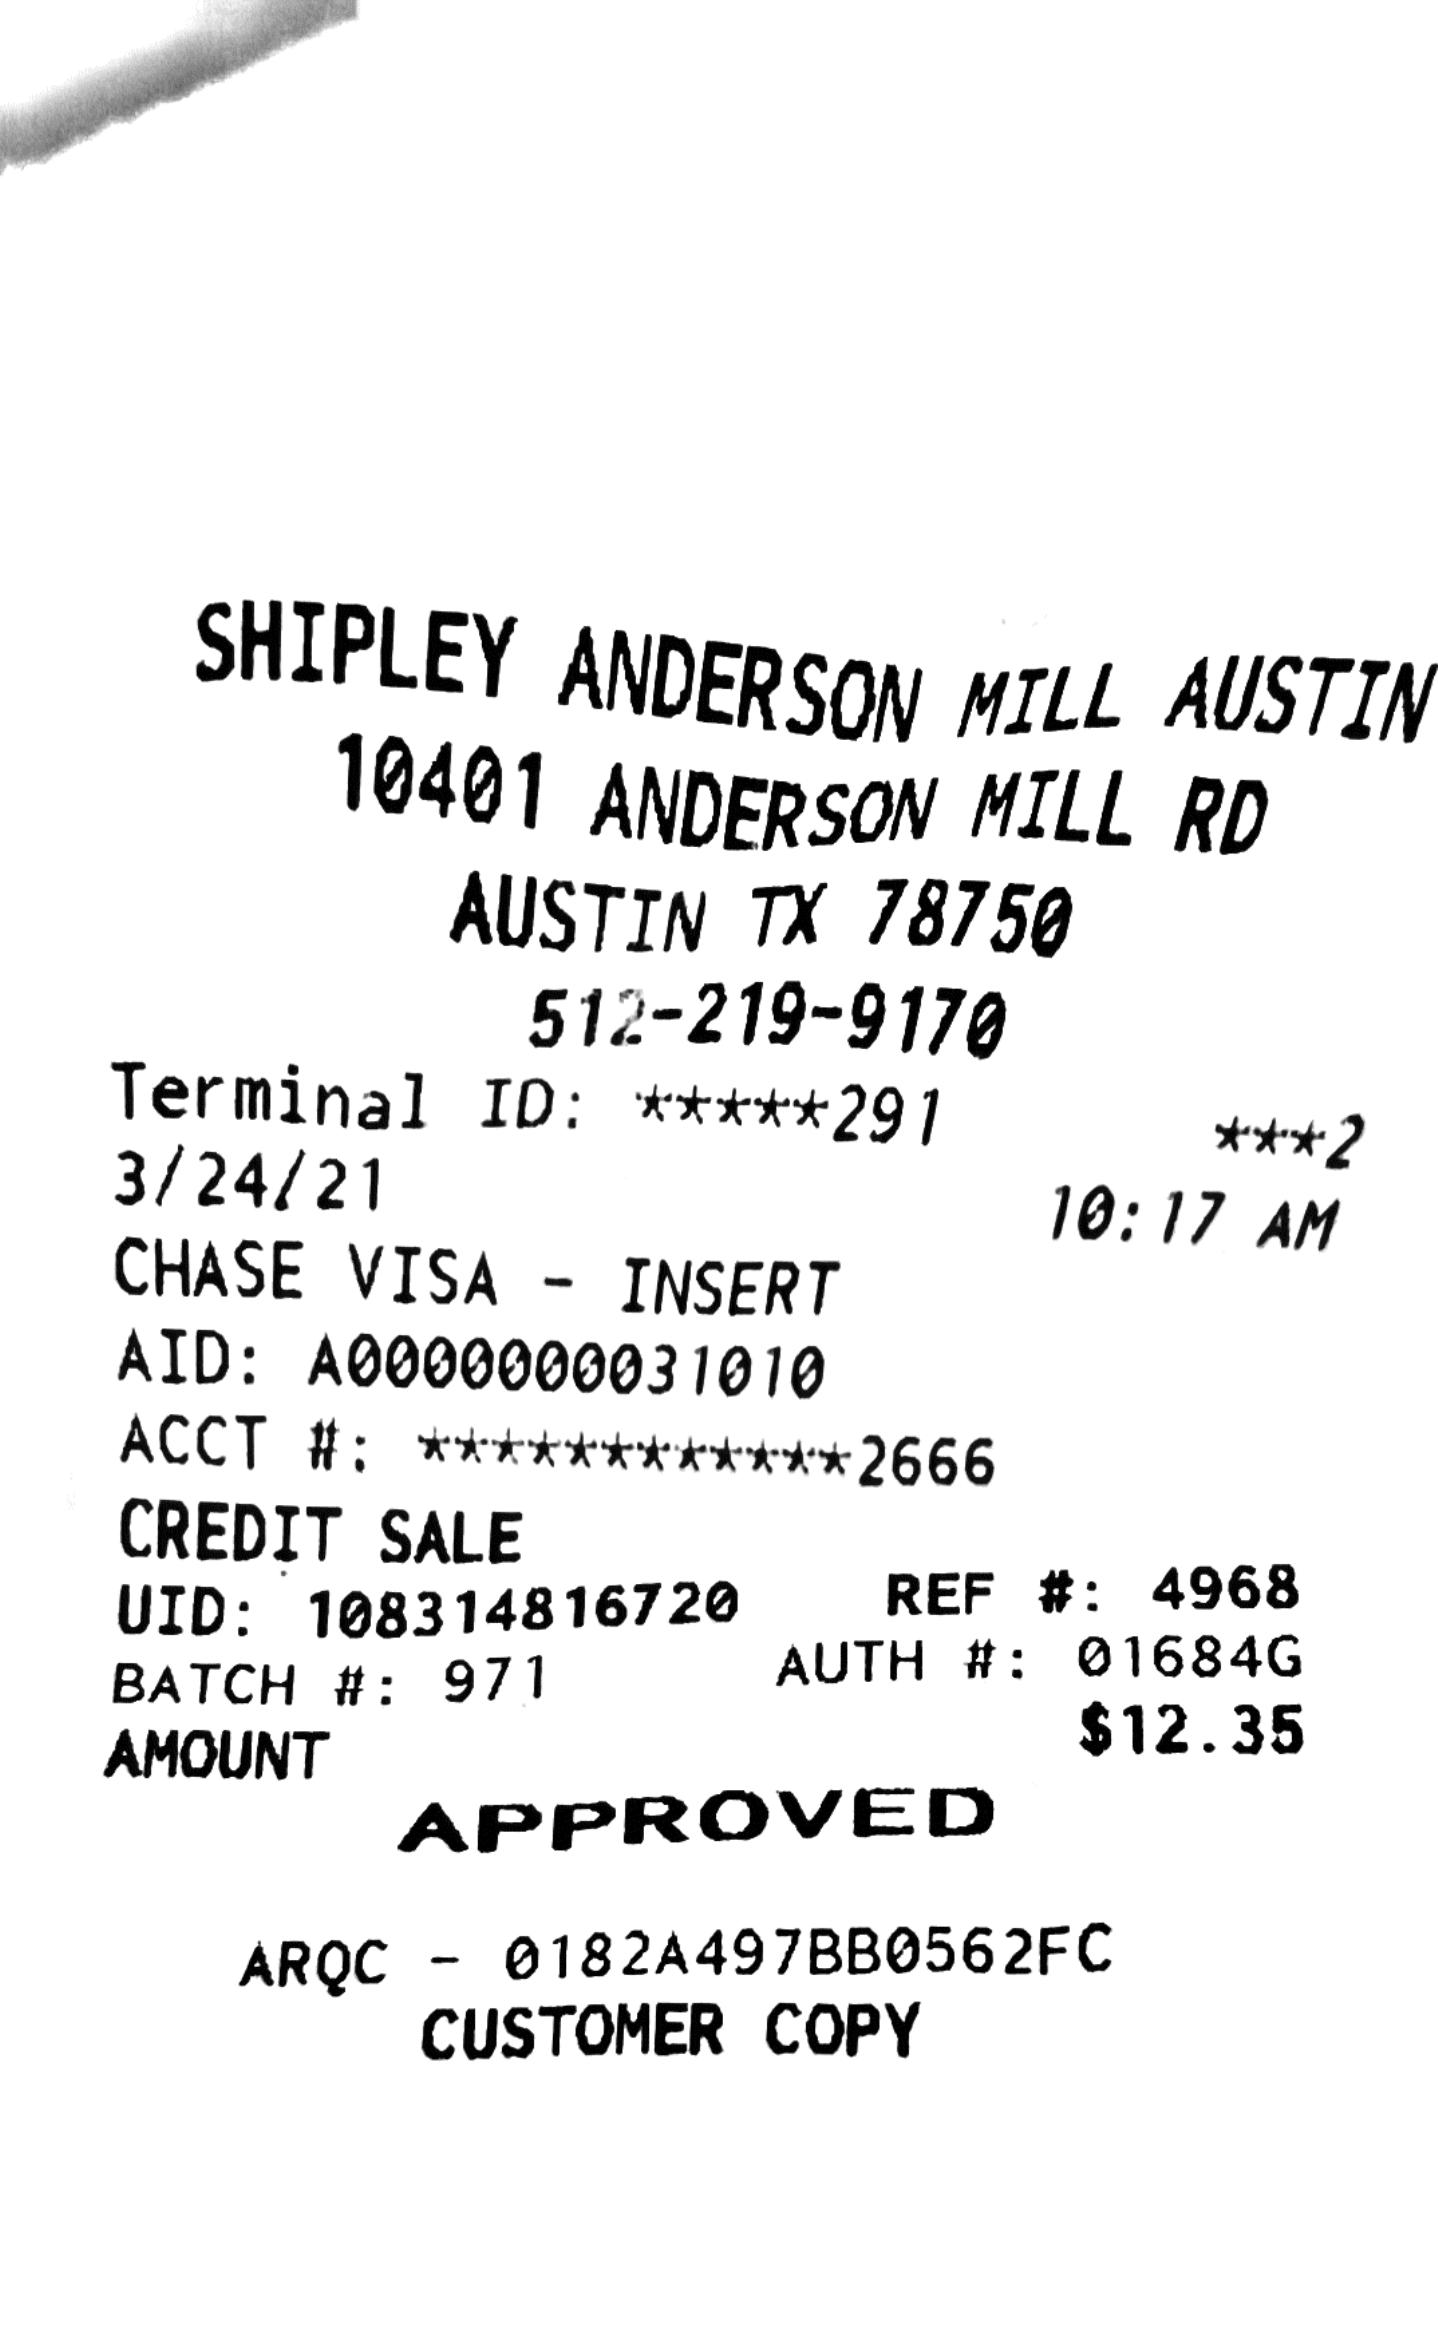 SHIPLEY ANDERSON MILL AUSTIN
10401 ANDERSON MILL RD
AUSTIN TX 78750
512-219-9170
Terminal ID: *****291 ***2
3/24/21 10:17 AM
CHASE VISA - INSERT
AID: A0000000031010
ACCT #: ************2666
CREDIT SALE
UID: 108314816720 REF #: 4968
BATCH #: 971 AUTH #: 01684G
AMOUNT $12.35
APPROVED
ARQC - 0182A497BB0562FC
CUSTOMER COPY